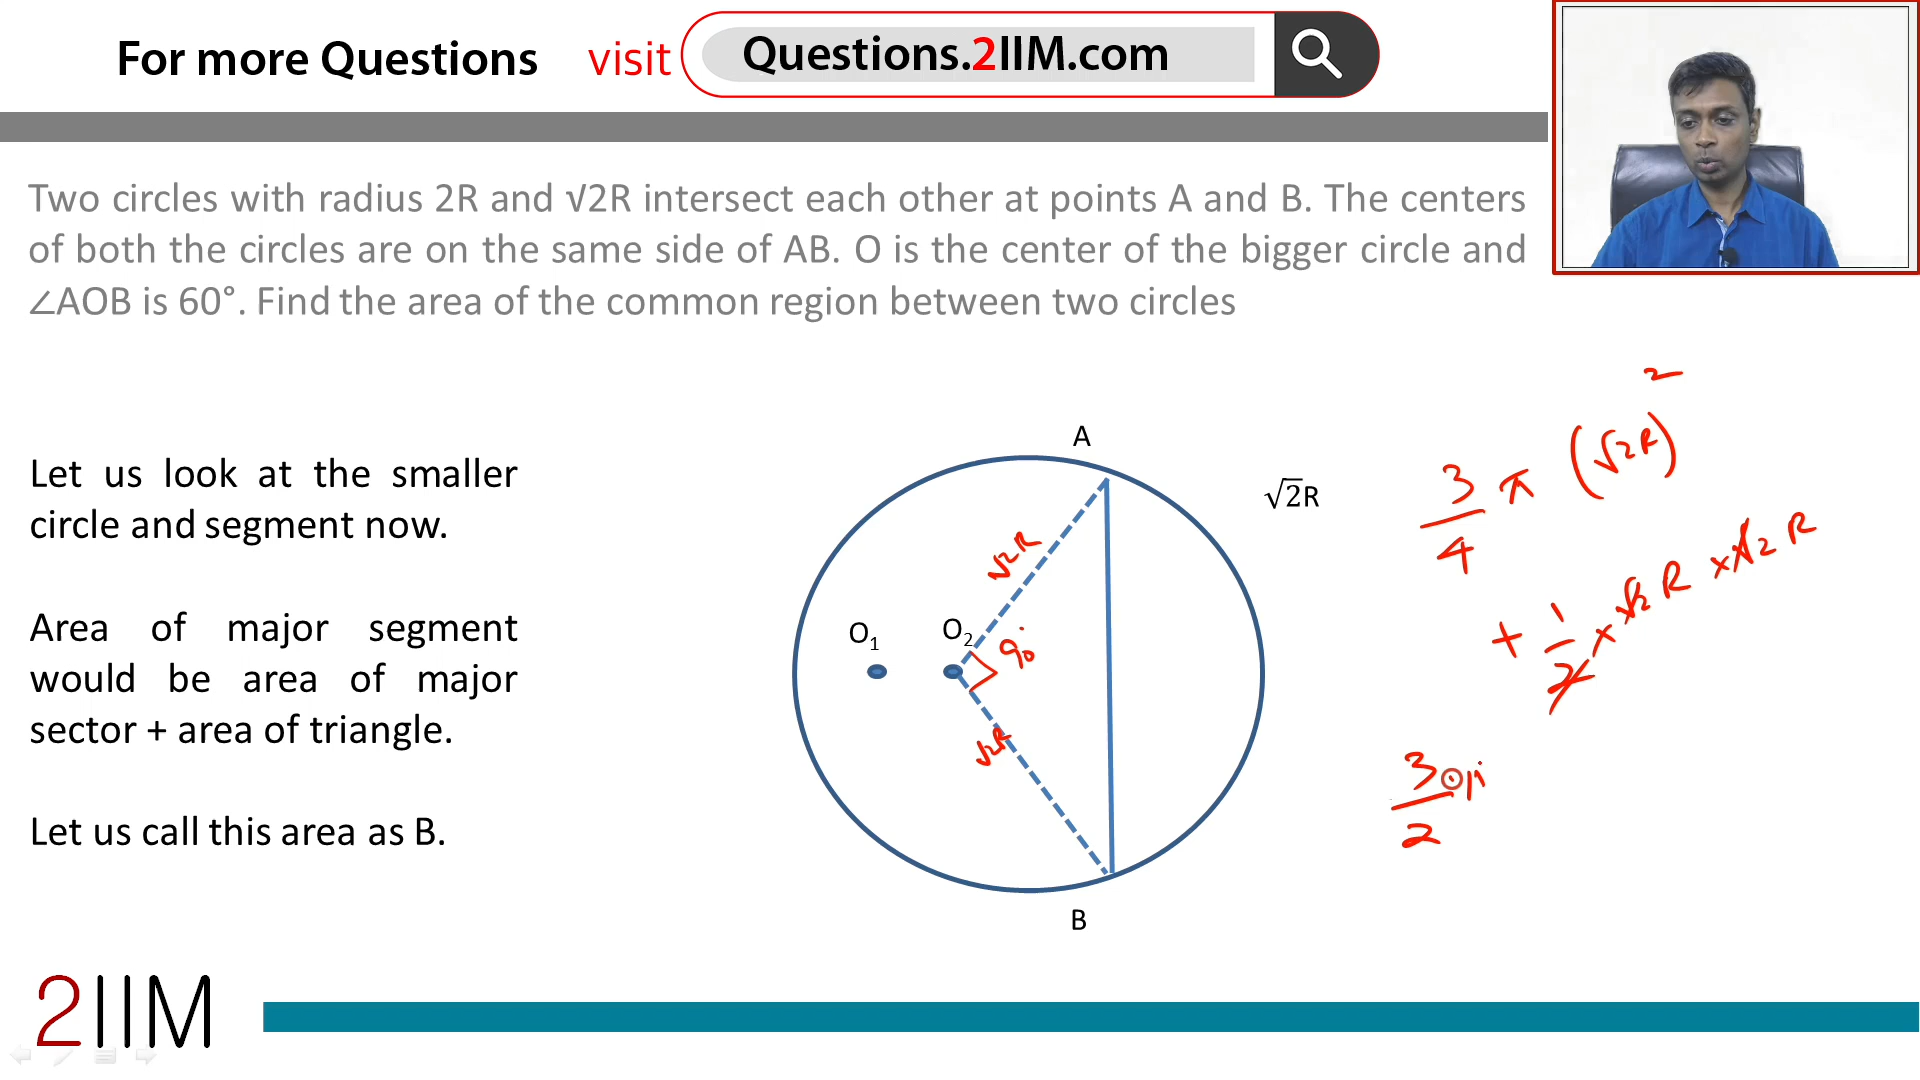 For more Questions visit Questions.2IIM.com
Two circles with radius 2R and √2R intersect each other at points A and B. The centers
of both the circles are on the same side of AB. O is the center of the bigger circle and
∠AOB is 60°. Find the area of the common region between two circles
Let us look at the smaller
circle and segment now.
Area of major segment
would be area of major
sector + area of triangle.
Let us call this area as B.
A
√2R
√2R
O₁
O₂
90°
√2R
B
3/4 π (√2R)²
+ 1/2 × √2 R × √2 R
3/2
2IIM